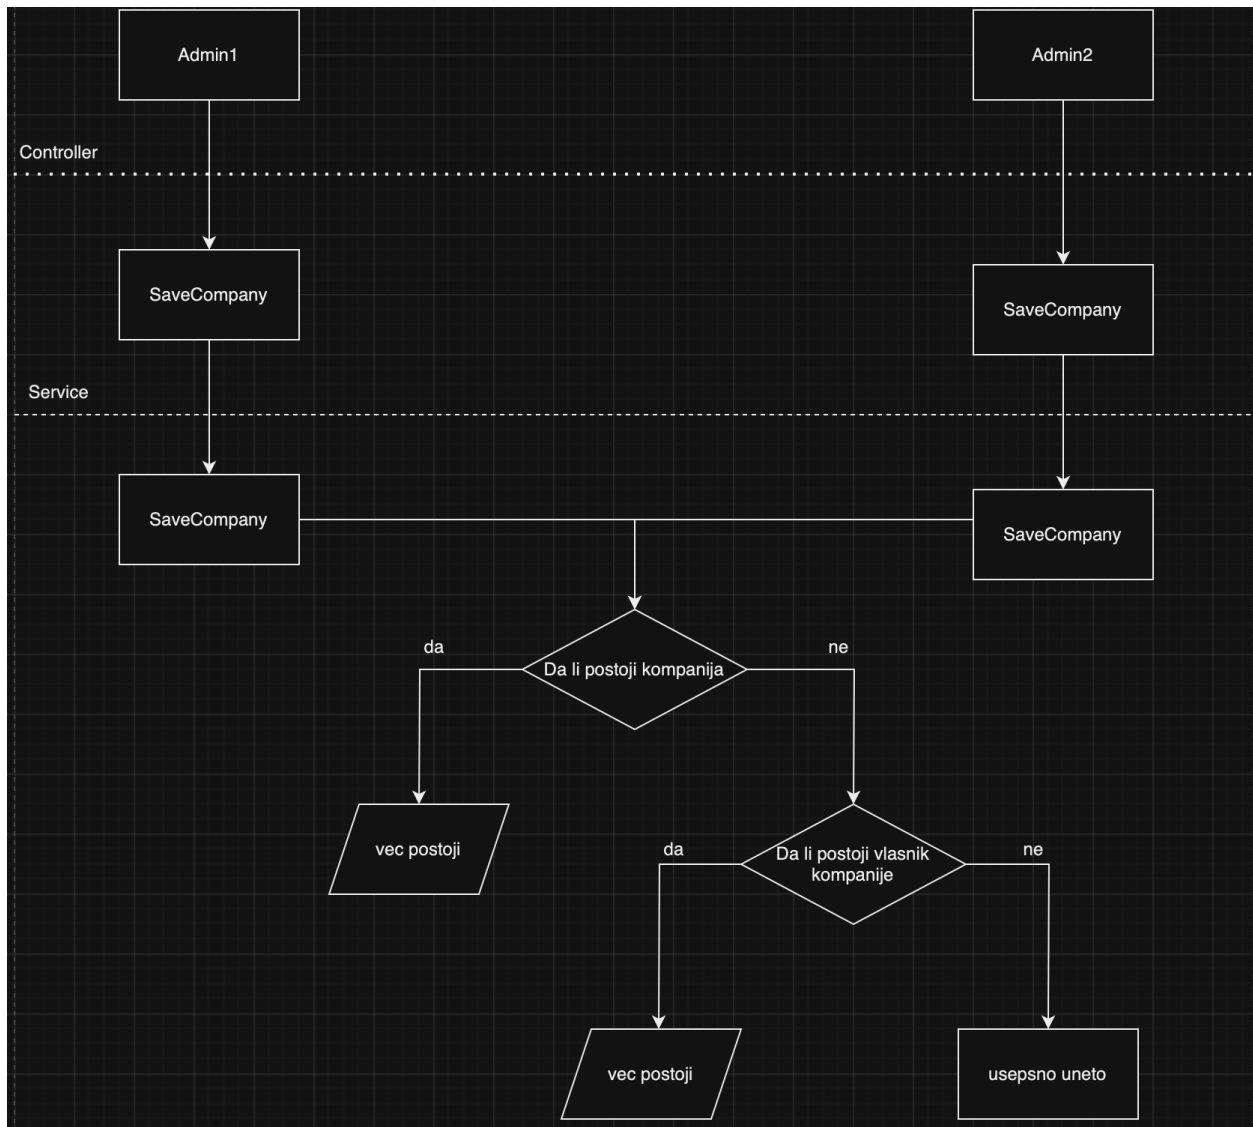 Admin1
Admin2
Controller
SaveCompany
SaveCompany
Service
SaveCompany
SaveCompany
da
ne
Da li postoji kompanija
vec postoji
da
ne
Da li postoji vlasnik
kompanije
vec postoji
usepsno uneto